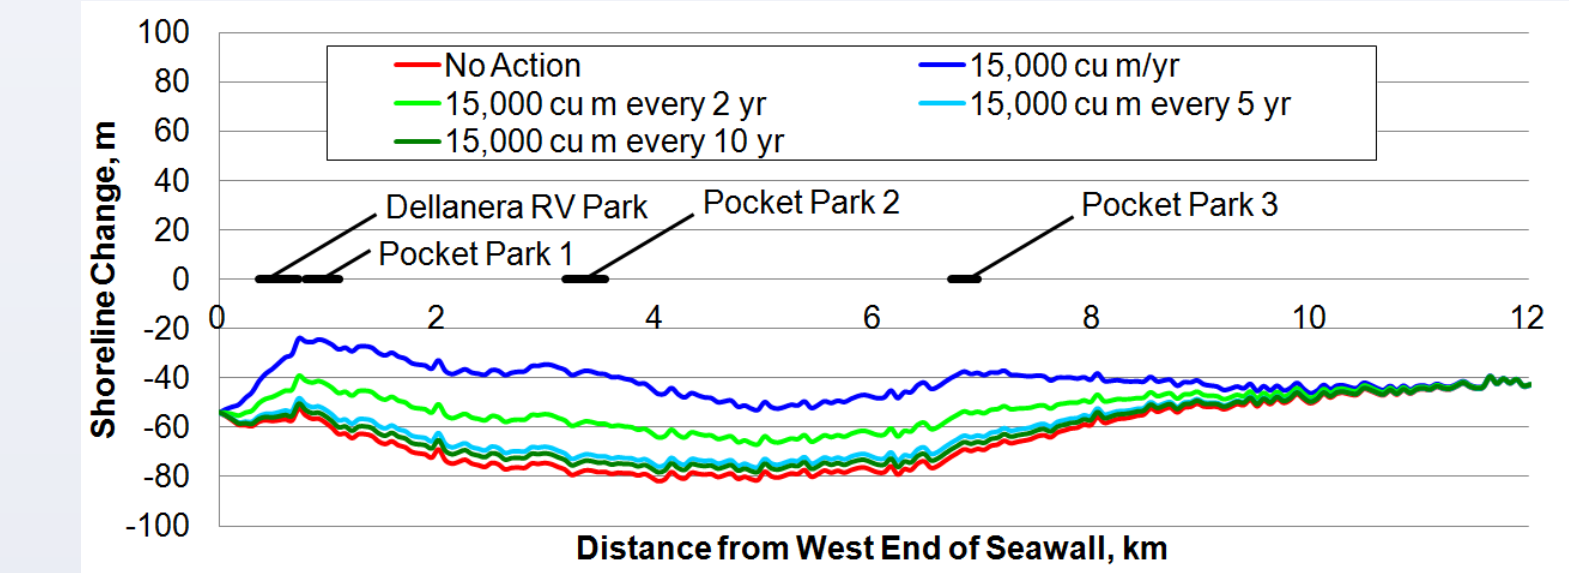 100
80
60
40
20
0
-20
-40
-60
-80
-100
Shoreline Change, m
No Action
15,000 cu m/yr
15,000 cu m every 2 yr
15,000 cu m every 5 yr
15,000 cu m every 10 yr
Dellanera RV Park
Pocket Park 1
Pocket Park 2
Pocket Park 3
0 2 4 6 8 10 12
Distance from West End of Seawall, km